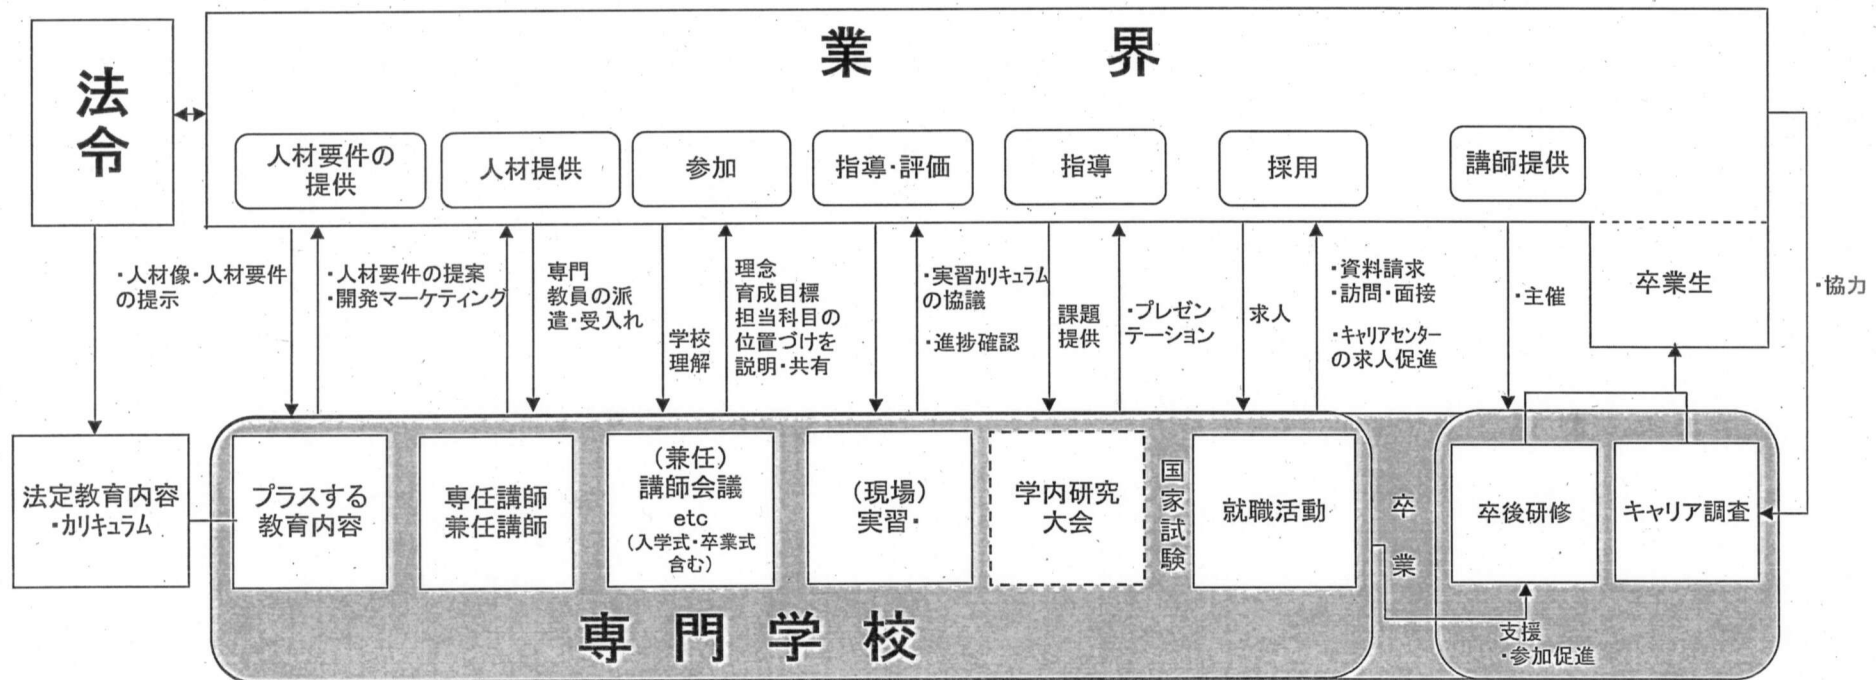 法令
業界
人材要件の
提供
人材提供
参加
指導・評価
指導
採用
講師提供
・人材像・人材要件
の提示
・人材要件の提案
・開発マーケティング
専門
教員の派
遣・受入れ
学校
理解
理念
育成目標
担当科目の
位置づけを
説明・共有
・実習カリキュラム
の協議
・進捗確認
課題
提供
・プレゼン
テーション
求人
・資料請求
・訪問・面接
・キャリアセンター
の求人促進
・主催
卒業生
・協力
法定教育内容
・カリキュラム
プラスする
教育内容
専任講師
兼任講師
(兼任)
講師会議
etc
(入学式・卒業式
含む)
(現場)
実習・
学内研究
大会
国家試験
就職活動
卒業
卒後研修
キャリア調査
支援
・参加促進
専門学校